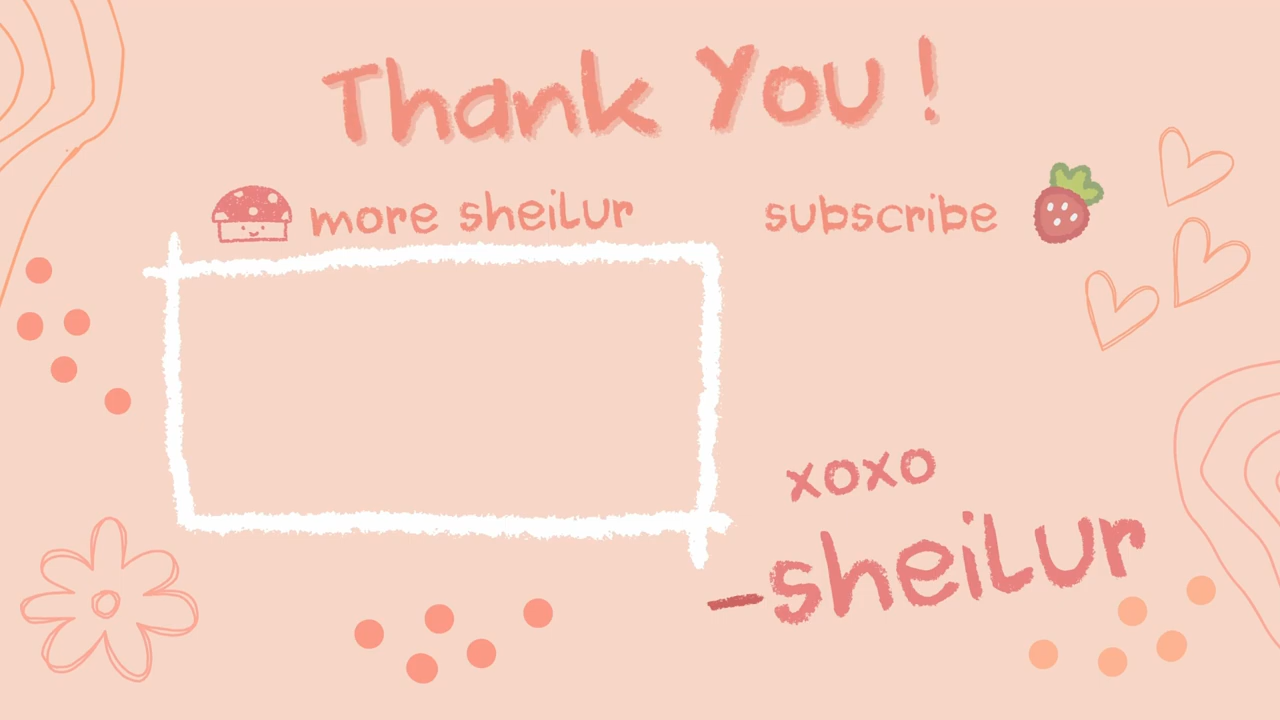 Thank You !
more sheilur
subscribe
xoxo
-sheilur